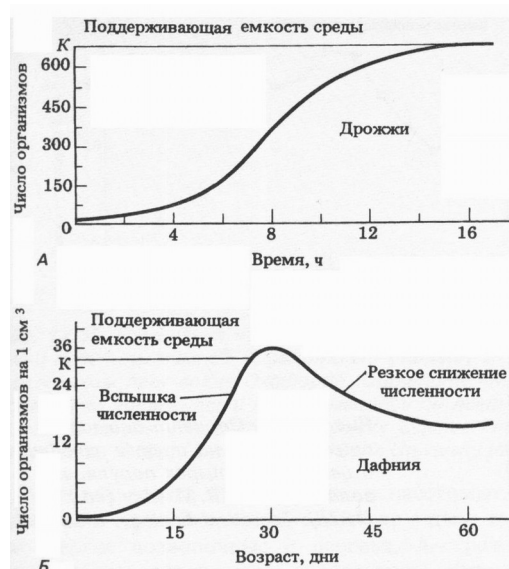 Поддерживающая емкость среды
К
600
450
300
150
0
Число организмов
Дрожжи
4
8
12
16
А
Время, ч
Поддерживающая
емкость среды
36
К
24
12
0
Число организмов на 1 см 3
Вспышка
численности
Резкое снижение
численности
Дафния
15
30
45
60
Б
Возраст, дни